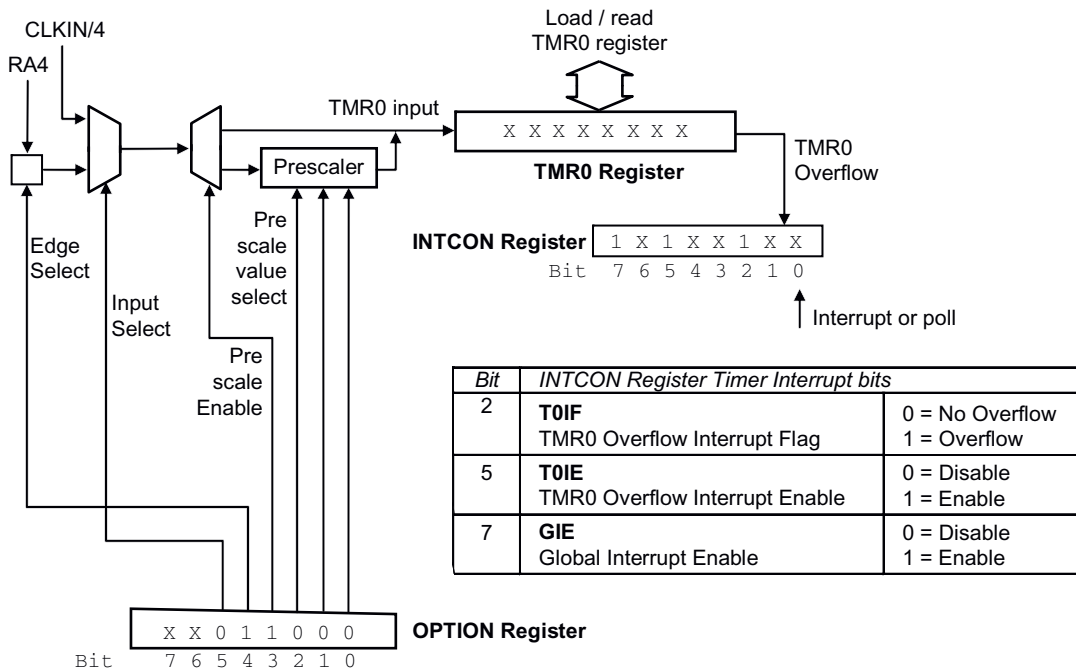 CLKIN/4
RA4
Load / read
TMR0 register
TMR0 input
X X X X X X X X
TMR0 Register
Prescaler
TMR0
Overflow
INTCON Register
1 X 1 X X 1 X X
Bit 7 6 5 4 3 2 1 0
Interrupt or poll
Edge
Select
Input
Select
Pre
scale
value
select
Pre
scale
Enable
Bit INTCON Register Timer Interrupt bits
2 T0IF 0 = No Overflow
TMR0 Overflow Interrupt Flag 1 = Overflow
5 T0IE 0 = Disable
TMR0 Overflow Interrupt Enable 1 = Enable
7 GIE 0 = Disable
Global Interrupt Enable 1 = Enable
X X 0 1 1 0 0 0
OPTION Register
Bit 7 6 5 4 3 2 1 0